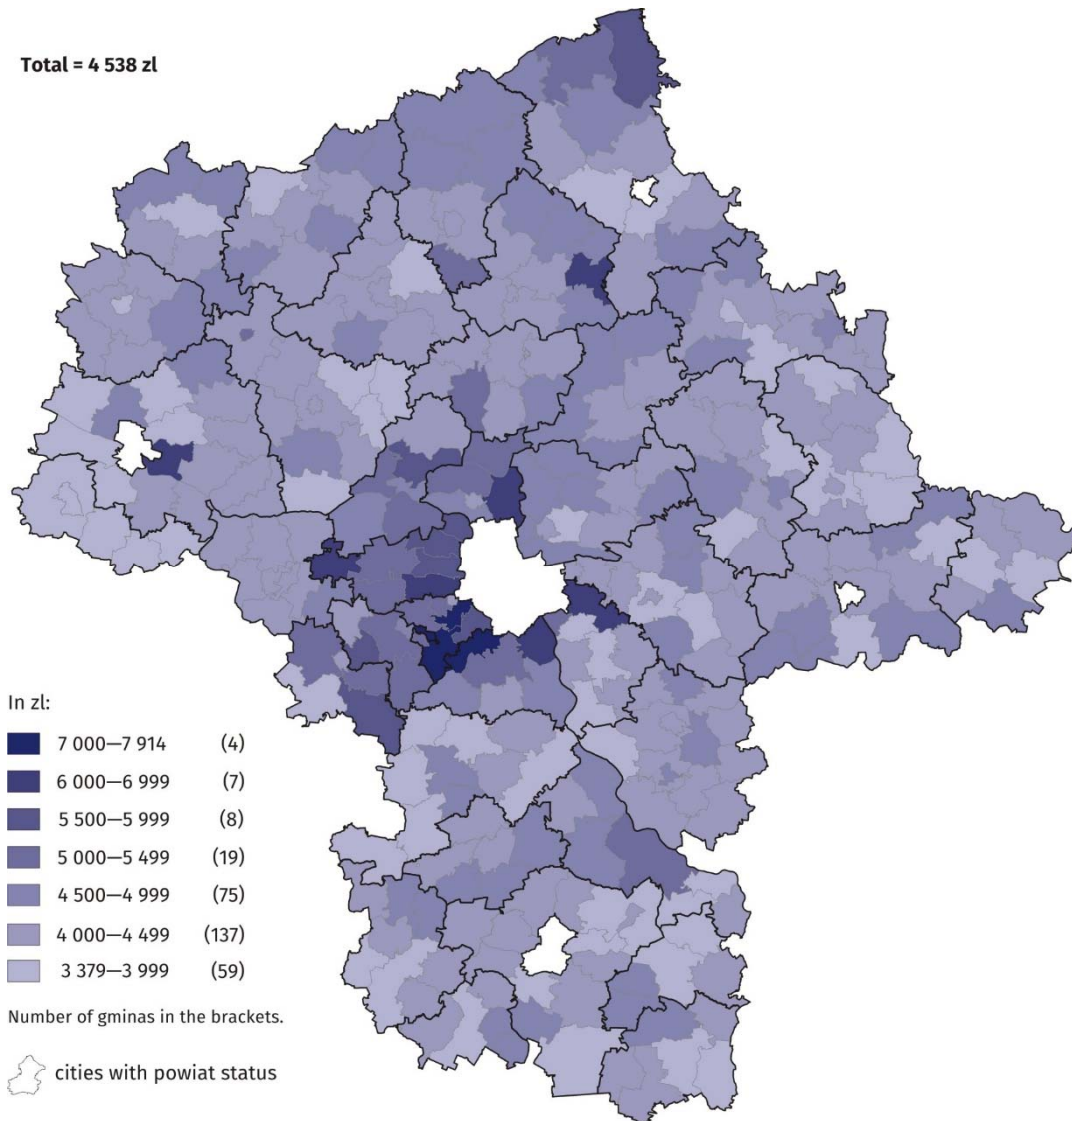 Total = 4 538 zl
In zl:
7 000—7 914 (4)
6 000—6 999 (7)
5 500—5 999 (8)
5 000—5 499 (19)
4 500—4 999 (75)
4 000—4 499 (137)
3 379—3 999 (59)
Number of gminas in the brackets.
cities with powiat status